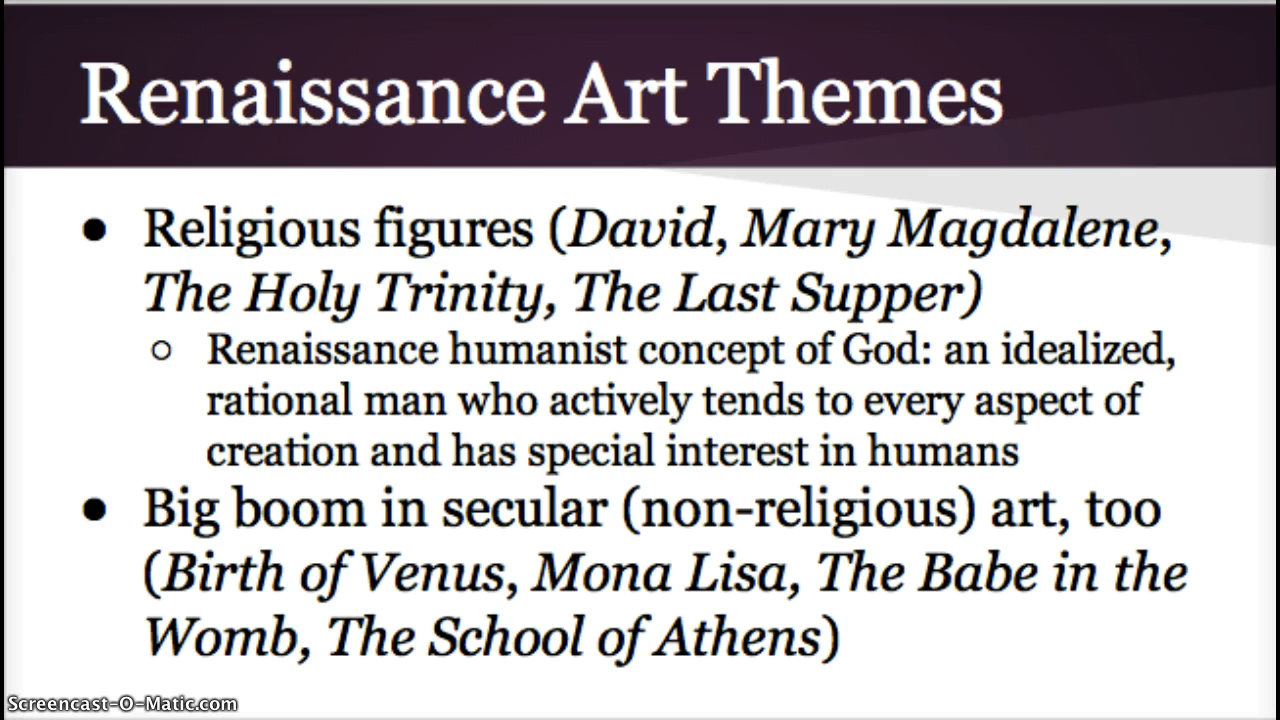 Renaissance Art Themes
● Religious figures (David, Mary Magdalene,
The Holy Trinity, The Last Supper)
○ Renaissance humanist concept of God: an idealized,
rational man who actively tends to every aspect of
creation and has special interest in humans
● Big boom in secular (non-religious) art, too
(Birth of Venus, Mona Lisa, The Babe in the
Womb, The School of Athens)
Screencast-O-Matic.com